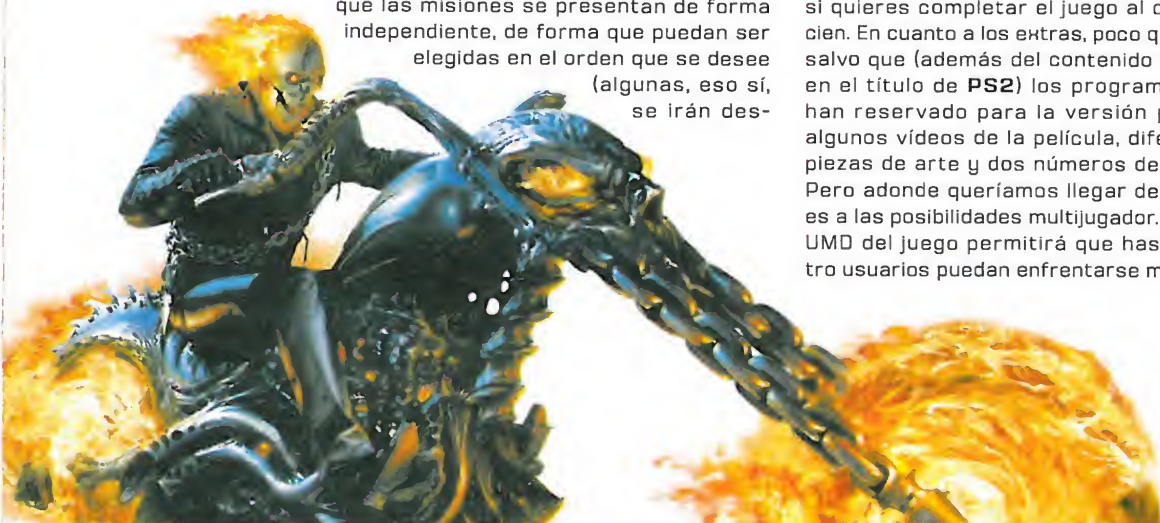 que las misiones se presentan de forma
independiente, de forma que puedan ser
elegidas en el orden que se desee
(algunas, eso sí,
se irán des-
si quieres completar el juego al
cien. En cuanto a los extras, poco
salvo que (además del contenido
en el título de PS2) los
han reservado para la versión
algunos vídeos de la película,
piezas de arte y dos números de
Pero adonde queríamos llegar
es a las posibilidades multijugador.
UMD del juego permitirá que
tro usuarios puedan enfrentarse